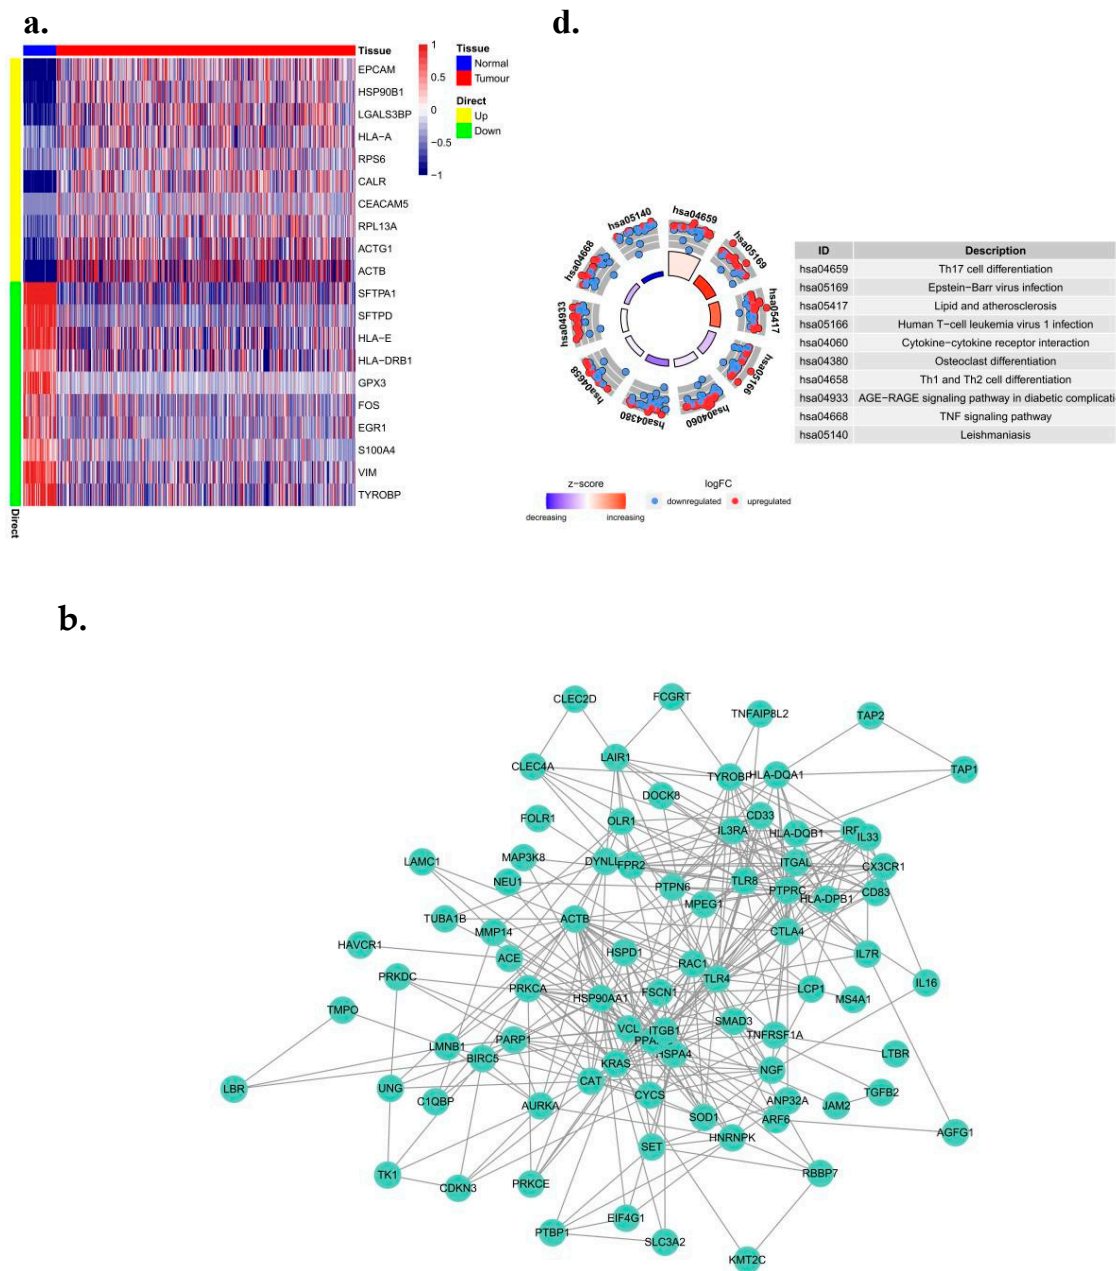 a.
Tissue
EPCAM
HSP90B1
LGALS3BP
HLA−A
RPS6
CALR
CEACAM5
RPL13A
ACTG1
ACTB
SFTPA1
SFTPD
HLA−E
HLA−DRB1
GPX3
FOS
EGR1
S100A4
VIM
TYROBP
Direct
1
0.5
0
−0.5
−1
Tissue
Normal
Tumour
Direct
Up
Down
d.
hsa04659
hsa05169
hsa05417
hsa05166
hsa04060
hsa04380
hsa04658
hsa04933
hsa04668
hsa05140
z−score
decreasing
increasing
logFC
downregulated
upregulated
ID Description
hsa04659 Th17 cell differentiation
hsa05169 Epstein−Barr virus infection
hsa05417 Lipid and atherosclerosis
hsa05166 Human T−cell leukemia virus 1 infection
hsa04060 Cytokine−cytokine receptor interaction
hsa04380 Osteoclast differentiation
hsa04658 Th1 and Th2 cell differentiation
hsa04933 AGE−RAGE signaling pathway in diabetic complicati
hsa04668 TNF signaling pathway
hsa05140 Leishmaniasis
b.
CLEC2D
FCGRT
TNFAIP8L2
TAP2
CLEC4A
LAIR1
TYROBP
HLA-DQA1
TAP1
DOCK8
FOLR1
OLR1
IL3RA
CD33
HLA-DQB1
IL33
LAMC1
MAP3K8
FPR2
ITGAL
CX3CR1
NEU1
PTPN6
TLR8
PTPRC
HLA-DPB1
CD83
MPEG1
TUBA1B
ACTB
MMP14
CTLA4
HAVCR1
ACE
HSPD1
RAC1
IL7R
PRKDC
TLR4
PRKCA
HSP90AA1
FSCN1
LCP1
MS4A1
IL16
TMPO
VCL
ITGB1
SMAD3
TNFRSF1A
LMNB1
PARP1
HSPA4
BIRC5
KRAS
LTBR
LBR
UNG
CAT
NGF
C1QBP
AURKA
CYCS
ANP32A
JAM2
TGFB2
SOD1
ARF6
HNRNPK
AGFG1
SET
TK1
CDKN3
PRKCE
RBBP7
PTBP1
EIF4G1
SLC3A2
KMT2C